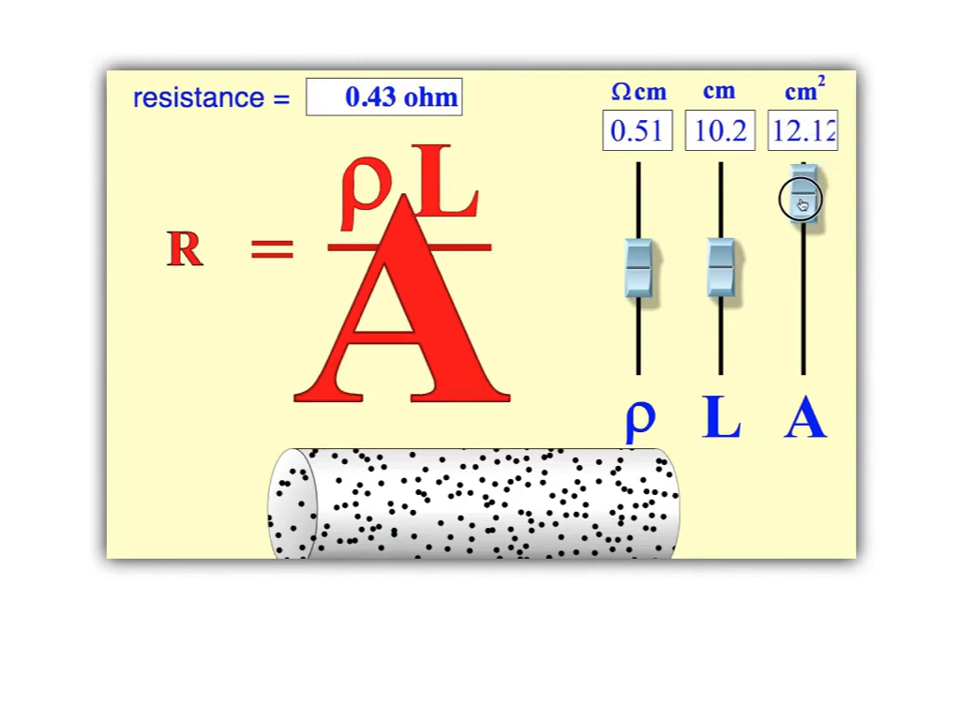 resistance = 0.43 ohm
Ωcm cm cm²
0.51 10.2 12.12
R = ρL
A
ρ L A